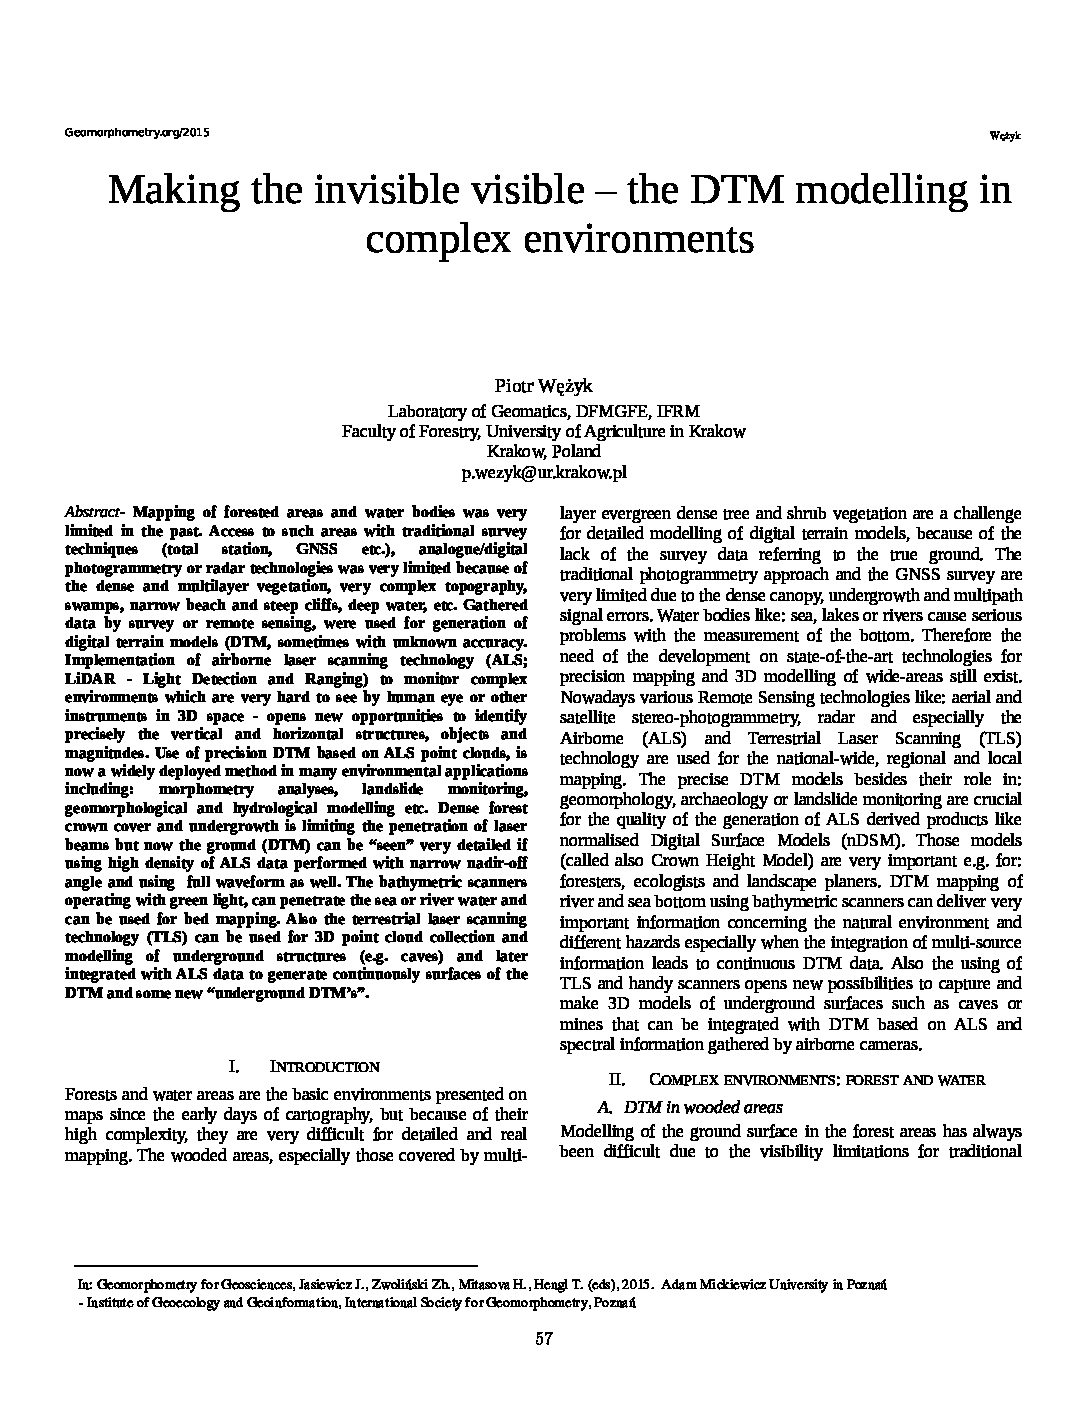 Geomorphometry.org/2015
Wężyk
Making the invisible visible – the DTM modelling in
complex environments
Piotr Wężyk
Laboratory of Geomatics, DFMGFE, IFRM
Faculty of Forestry, University of Agriculture in Krakow
Krakow, Poland
p.wezyk@ur.krakow.pl
Abstract- Mapping of forested areas and water bodies was very
limited in the past. Access to such areas with traditional survey
techniques (total station, GNSS etc.), analogue/digital
photogrammetry or radar technologies was very limited because of
the dense and multilayer vegetation, very complex topography,
swamps, narrow beach and steep cliffs, deep water, etc. Gathered
data by survey or remote sensing, were used for generation of
digital terrain models (DTM, sometimes with unknown accuracy.
Implementation of airborne laser scanning technology (ALS;
LiDAR - Light Detection and Ranging) to monitor complex
environments which are very hard to see by human eye or other
instruments in 3D space - opens new opportunities to identify
precisely the vertical and horizontal structures, objects and
magnitudes. Use of precision DTM based on ALS point clouds, is
now a widely deployed method in many environmental applications
including: morphometry analyses, landslide monitoring,
geomorphological and hydrological modelling etc. Dense forest
crown cover and undergrowth is limiting the penetration of laser
beams but now the ground (DTM) can be “seen” very detailed if
using high density of ALS data performed with narrow nadir-off
angle and using full waveform as well. The bathymetric scanners
operating with green light, can penetrate the sea or river water and
can be used for bed mapping. Also the terrestrial laser scanning
technology (TLS) can be used for 3D point cloud collection and
modelling of underground structures (e.g. caves) and later
integrated with ALS data to generate continuously surfaces of the
DTM and some new “underground DTM’s”.
I. INTRODUCTION
Forests and water areas are the basic environments presented on
maps since the early days of cartography, but because of their
high complexity, they are very difficult for detailed and real
mapping. The wooded areas, especially those covered by multi-
layer evergreen dense tree and shrub vegetation are a challenge
for detailed modelling of digital terrain models, because of the
lack of the survey data referring to the true ground. The
traditional photogrammetry approach and the GNSS survey are
very limited due to the dense canopy, undergrowth and multipath
signal errors. Water bodies like: sea, lakes or rivers cause serious
problems with the measurement of the bottom. Therefore the
need of the development on state-of-the-art technologies for
precision mapping and 3D modelling of wide-areas still exist.
Nowadays various Remote Sensing technologies like: aerial and
satellite stereo-photogrammetry, radar and especially the
Airborne (ALS) and Terrestrial Laser Scanning (TLS)
technology are used for the national-wide, regional and local
mapping. The precise DTM models besides their role in:
geomorphology, archaeology or landslide monitoring are crucial
for the quality of the generation of ALS derived products like
normalised Digital Surface Models (nDSM). Those models
(called also Crown Height Model) are very important e.g. for:
foresters, ecologists and landscape planers. DTM mapping of
river and sea bottom using bathymetric scanners can deliver very
important information concerning the natural environment and
different hazards especially when the integration of multi-source
information leads to continuous DTM data. Also the using of
TLS and handy scanners opens new possibilities to capture and
make 3D models of underground surfaces such as caves or
mines that can be integrated with DTM based on ALS and
spectral information gathered by airborne cameras.
II. COMPLEX ENVIRONMENTS: FOREST AND WATER
A. DTM in wooded areas
Modelling of the ground surface in the forest areas has always
been difficult due to the visibility limitations for traditional
In: Geomorphometry for Geosciences, Jasiewicz J., Zwoliński Zb., Mitasova H., Hengl T. (eds), 2015. Adam Mickiewicz University in Poznań
- Institute of Geoecology and Geoinformation, International Society for Geomorphometry, Poznań
57